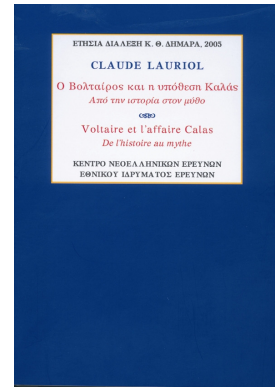 ΕΤΗΣΙΑ ΔΙΑΛΕΞΗ Κ. Θ. ΔΗΜΑΡΑ, 2005
CLAUDE LAURIOL
Ο Βολταίρος και η υπόθεση Καλάς
Από την ιστορία στον μύθο
Voltaire et l'affaire Calas
De l'histoire au mythe
ΚΕΝΤΡΟ ΝΕΟΕΛΛΗΝΙΚΩΝ ΕΡΕΥΝΩΝ
ΕΘΝΙΚΟΥ ΙΔΡΥΜΑΤΟΣ ΕΡΕΥΝΩΝ